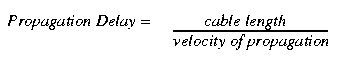 Propagation Delay = cable length
velocity of propagation